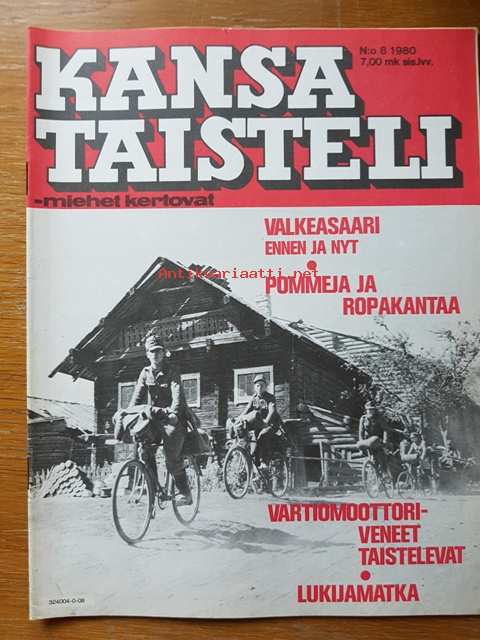 KANSA
TAISTELI
-miehet kertovat
N:o 8 1980
7,00 mk sis.lvv.
VALKEASAARI
ENNEN JA NYT
Antikvariaatti.net
POMMEJA JA
ROPAKANTAA
VARTIOMOOTTORI-
VENEET
TAISTELEVAT
LUKIJAMATKA
324004-0-08